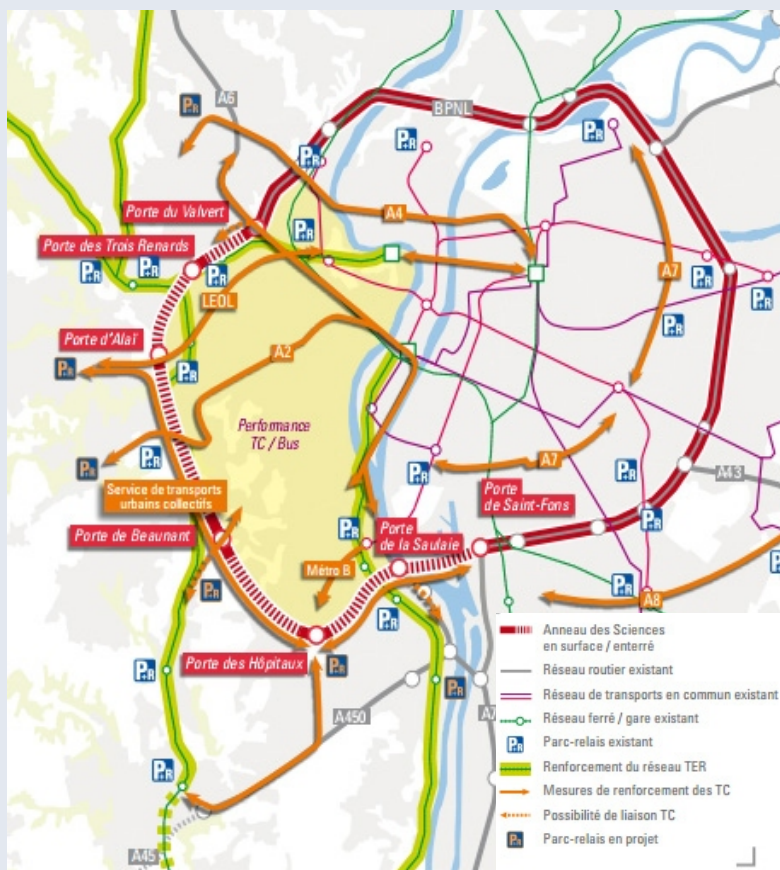 A6
P+R
BPNL
P+R
P+R
P+R
Porte du Valvert
A4
Porte des Trois Renards
P+R
P+R
P+R
A7
P+R
P+R
LEOL
P+R
Porte d'Alaï
A2
P+R
P+R
Performance
TC / Bus
P+R
P+R
P+R
A7
P+R
A43
Service de transports
urbains collectifs
Porte
de Saint-Fons
Porte de Beaunant
P+R
Porte
de la Saulaie
P+R
Métro B
P+R
P+R
A8
P+R
Porte des Hôpitaux
P+R
P+R
P+R
A450
A7
P+R
A45
Anneau des Sciences
en surface / enterré
Réseau routier existant
Réseau de transports en commun existant
Réseau ferré / gare existant
P+R
Parc-relais existant
Renforcement du réseau TER
Mesures de renforcement des TC
Possibilité de liaison TC
P+R
Parc-relais en projet